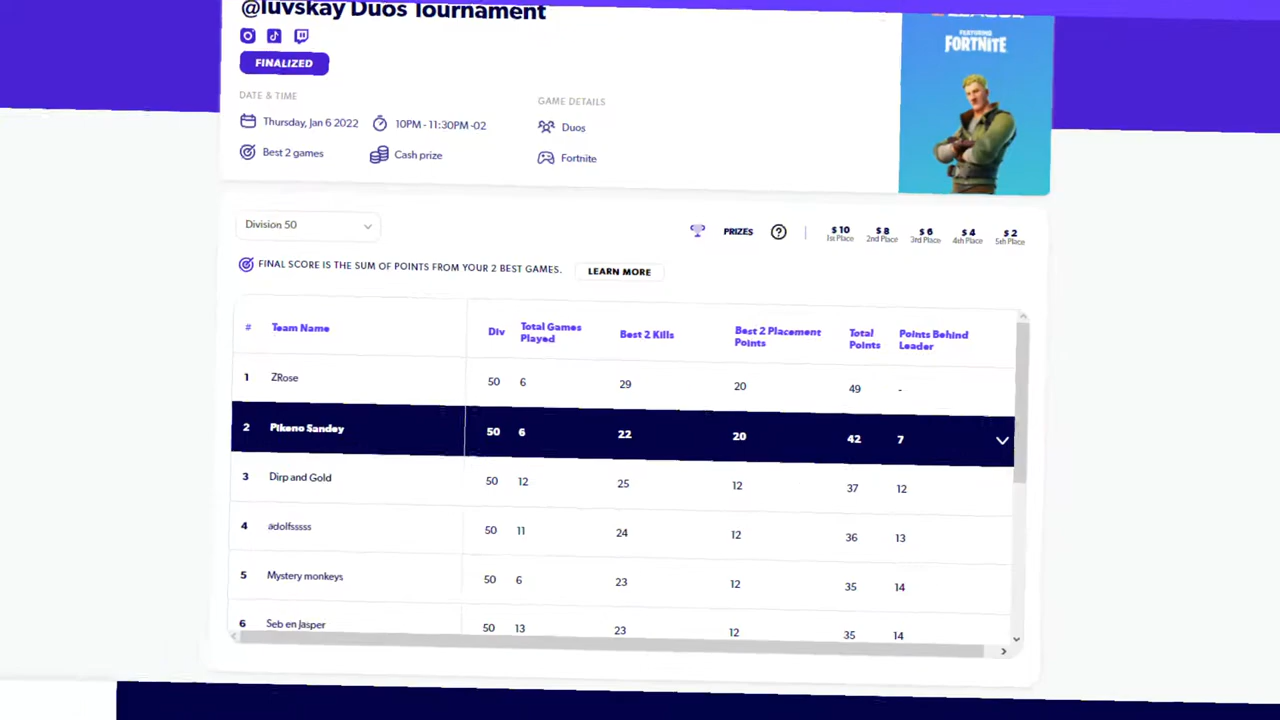 @luvskay Duos Tournament
FINALIZED
DATE & TIME
Thursday, Jan 6 2022
10PM - 11:30PM -02
Best 2 games
Cash prize
GAME DETAILS
Duos
Fortnite
FEATURING
FORTNITE
Division 50
PRIZES
$ 10
1st Place
$ 8
2nd Place
$ 6
3rd Place
$ 4
4th Place
$ 2
5th Place
FINAL SCORE IS THE SUM OF POINTS FROM YOUR 2 BEST GAMES.
LEARN MORE
# Team Name Div Total Games Played Best 2 Kills Best 2 Placement Points Total Points Points Behind Leader
1 ZRose 50 6 29 20 49 -
2 Pikeno Sandey 50 6 22 20 42 7
3 Dirp and Gold 50 12 25 12 37 12
4 adolfsssss 50 11 24 12 36 13
5 Mystery monkeys 50 6 23 12 35 14
6 Seb en Jasper 50 13 23 12 35 14